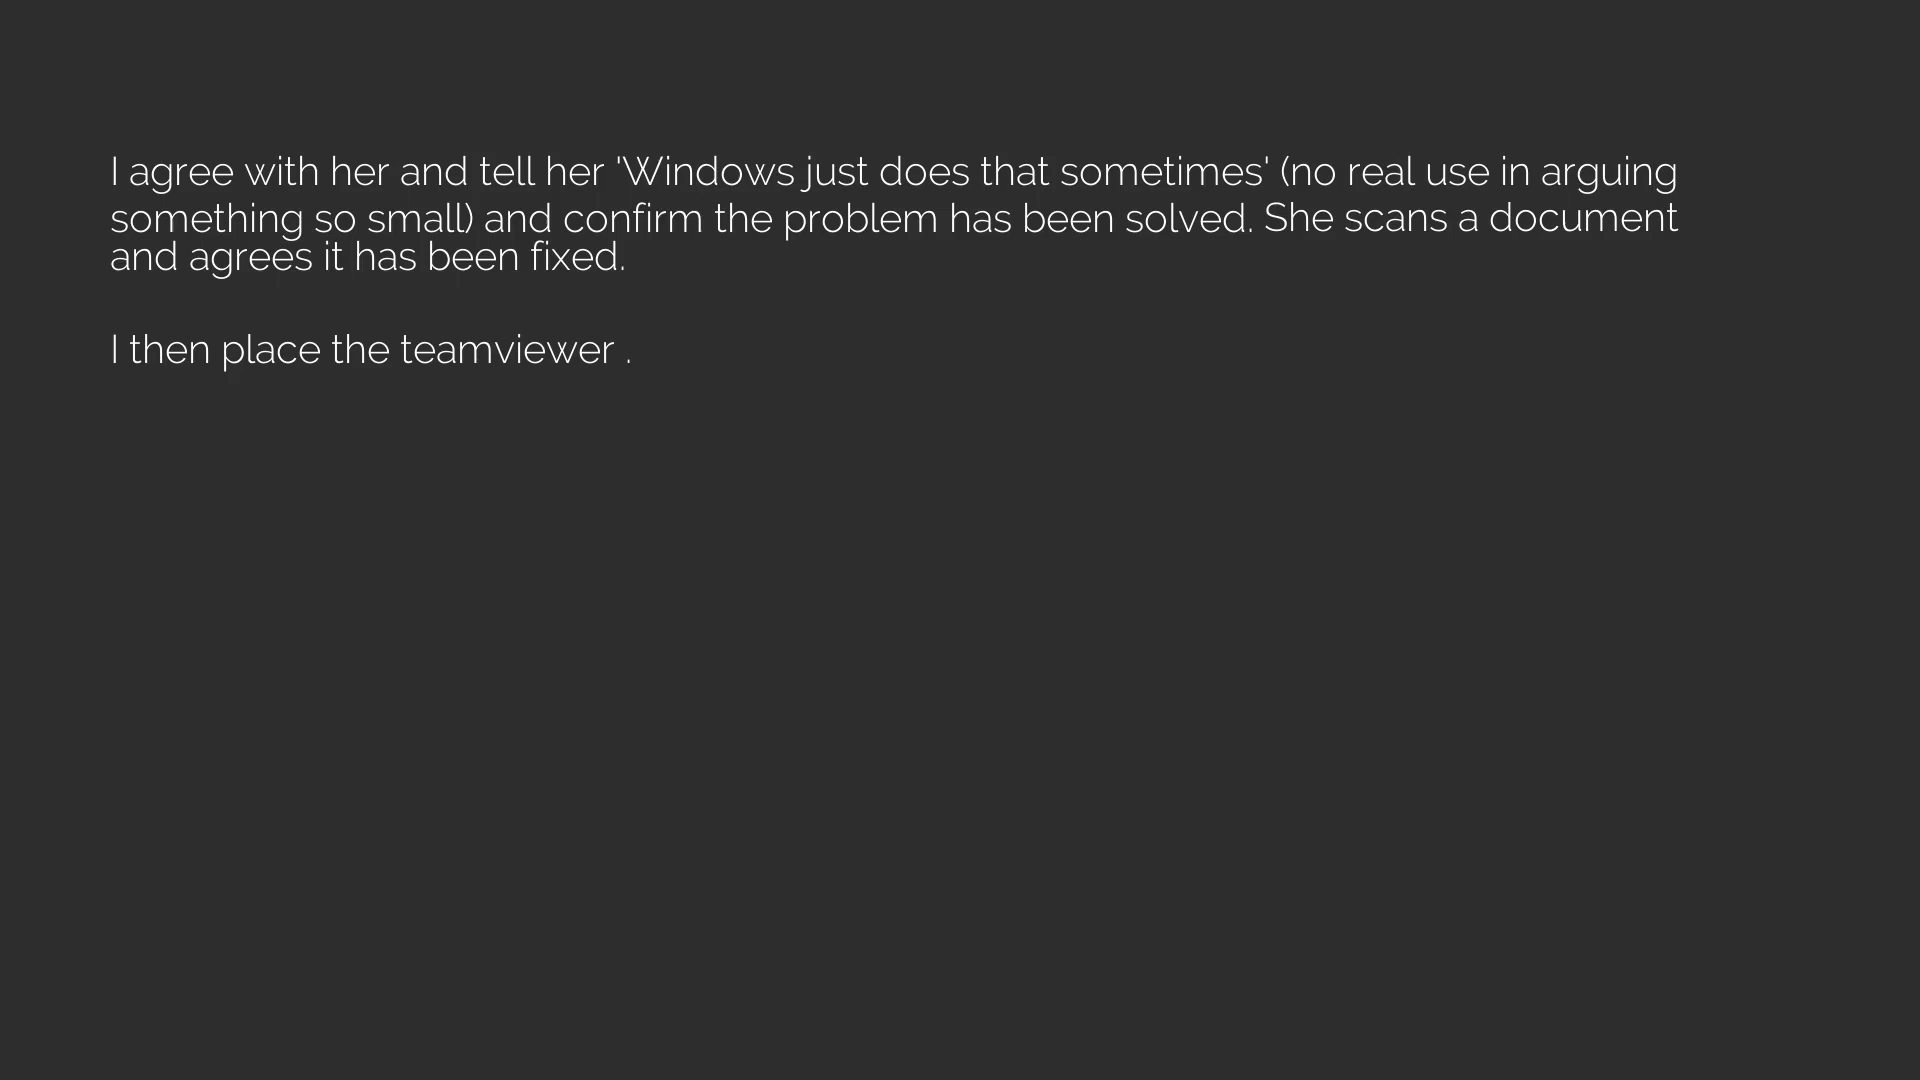 I agree with her and tell her 'Windows just does that sometimes' (no real use in arguing
something so small) and confirm the problem has been solved. She scans a document
and agrees it has been fixed.
I then place the teamviewer .